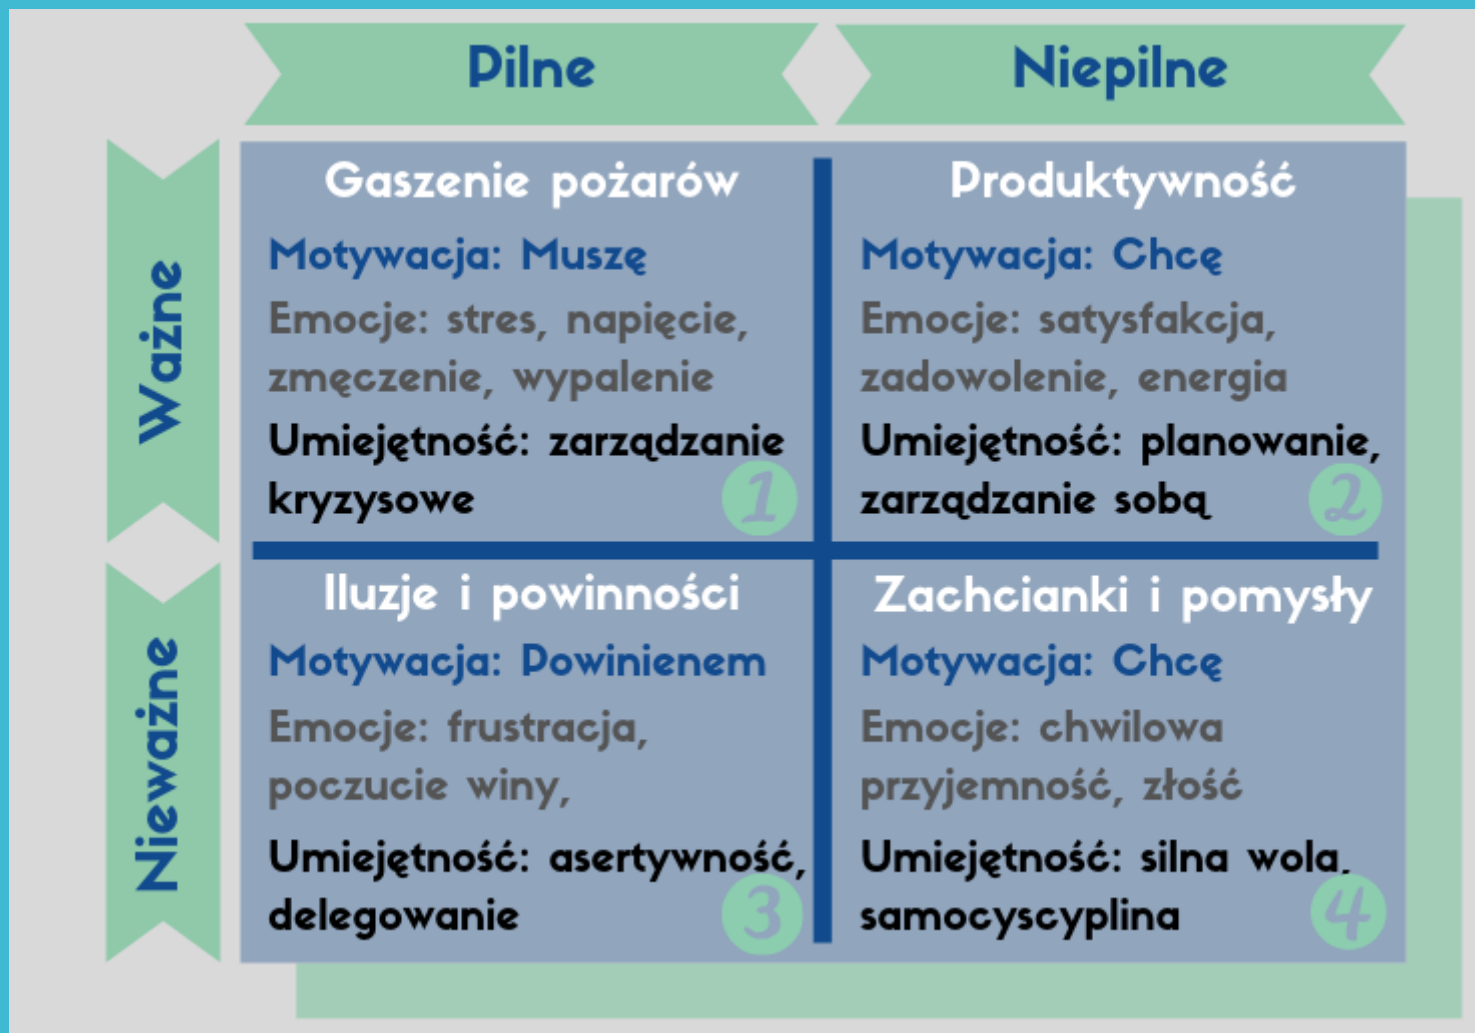 Pilne
Niepilne
Ważne
Gaszenie pożarów
Motywacja: Muszę
Emocje: stres, napięcie,
zmęczenie, wypalenie
Umiejętność: zarządzanie
kryzysowe
1
Produktywność
Motywacja: Chcę
Emocje: satysfakcja,
zadowolenie, energia
Umiejętność: planowanie,
zarządzanie sobą
2
Nieważne
Iluzje i powinności
Motywacja: Powinienem
Emocje: frustracja,
poczucie winy,
Umiejętność: asertywność,
delegowanie
3
Zachcianki i pomysły
Motywacja: Chcę
Emocje: chwilowa
przyjemność, złość
Umiejętność: silna wola,
samocyscyplina
4